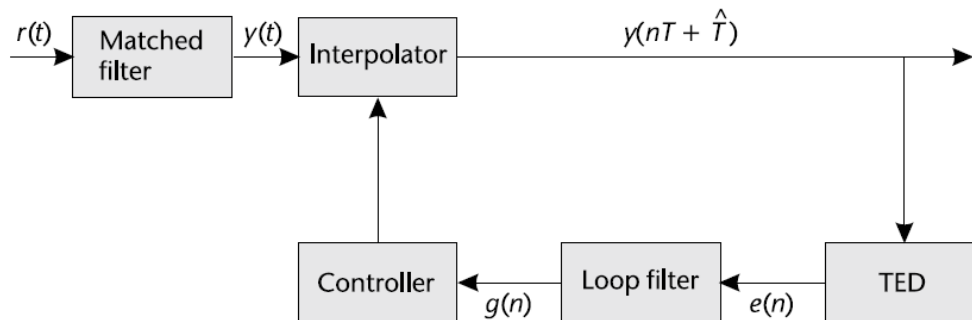 r(t)
Matched
filter
y(t)
Interpolator
y(nT + T̂)
Controller
g(n)
Loop filter
e(n)
TED